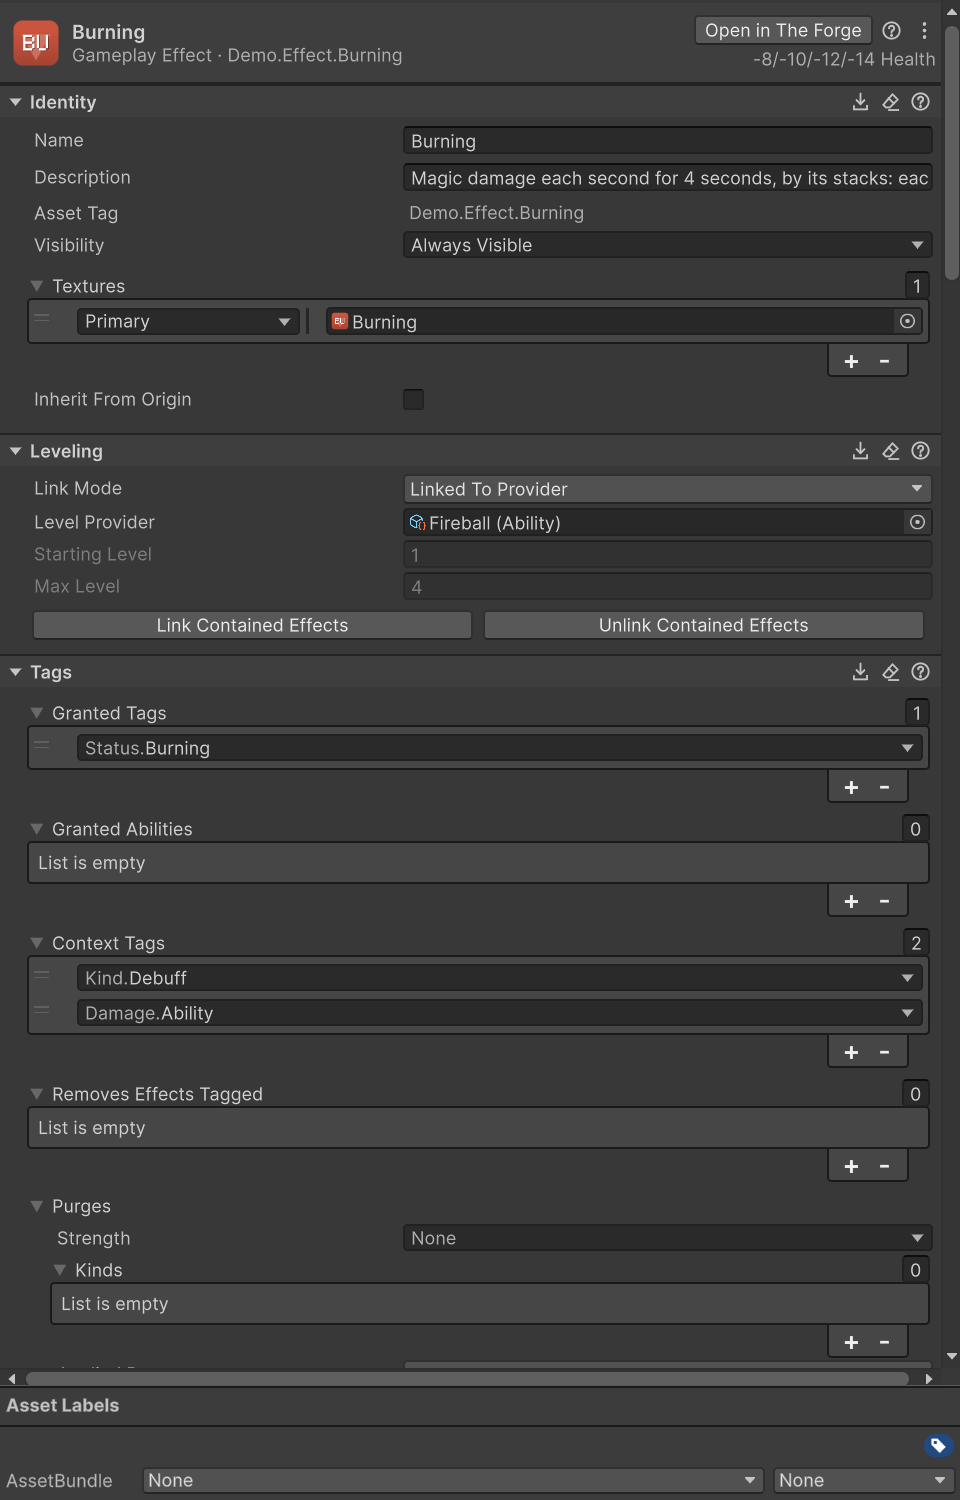 BU
Burning
Open in The Forge
Gameplay Effect · Demo.Effect.Burning
-8/-10/-12/-14 Health
Identity
Name
Burning
Description
Magic damage each second for 4 seconds, by its stacks: eac
Asset Tag
Demo.Effect.Burning
Visibility
Always Visible
Textures
1
Primary
BU
Burning
+ -
Inherit From Origin
Leveling
Link Mode
Linked To Provider
Level Provider
Fireball (Ability)
Starting Level
1
Max Level
4
Link Contained Effects
Unlink Contained Effects
Tags
Granted Tags
1
Status.Burning
+ -
Granted Abilities
0
List is empty
+ -
Context Tags
2
Kind.Debuff
Damage.Ability
+ -
Removes Effects Tagged
0
List is empty
+ -
Purges
Strength
None
Kinds
0
List is empty
+ -
Asset Labels
AssetBundle
None
None